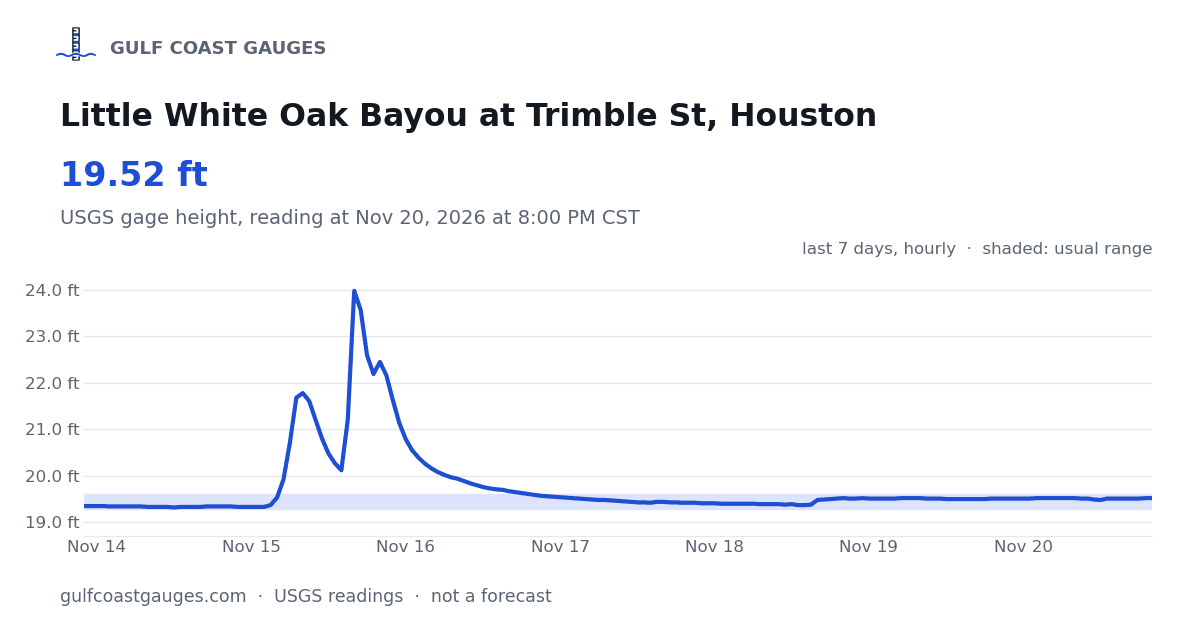 GULF COAST GAUGES
Little White Oak Bayou at Trimble St, Houston
19.52 ft
USGS gage height, reading at Nov 20, 2026 at 8:00 PM CST
last 7 days, hourly · shaded: usual range
24.0 ft
23.0 ft
22.0 ft
21.0 ft
20.0 ft
19.0 ft
Nov 14 Nov 15 Nov 16 Nov 17 Nov 18 Nov 19 Nov 20
gulfcoastgauges.com · USGS readings · not a forecast